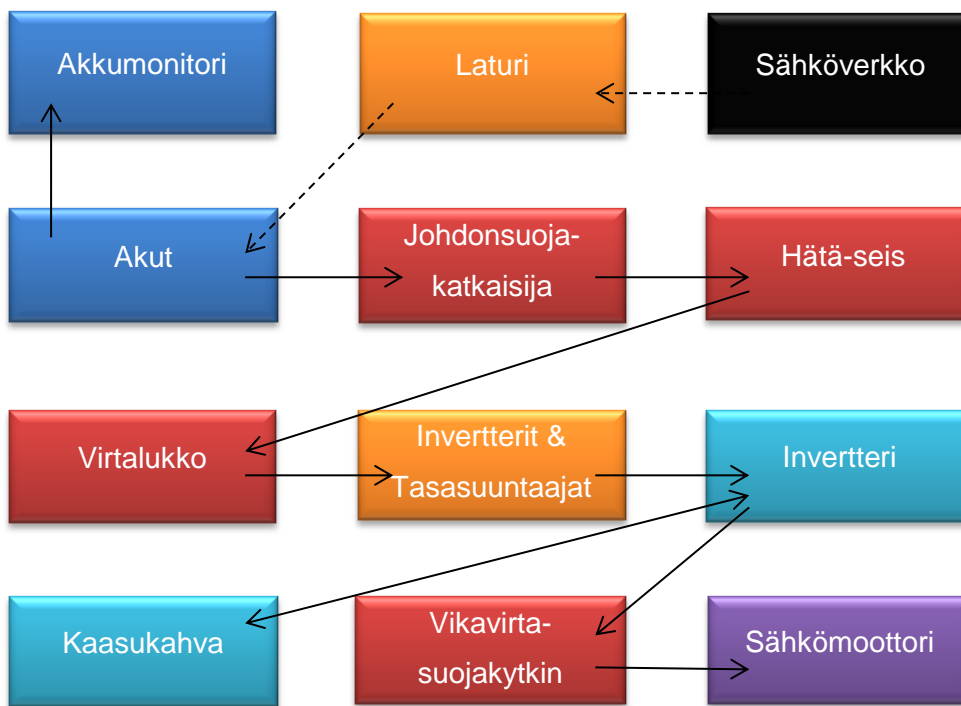 Akkumonitori
Laturi
Sähköverkko
Akut
Johdonsuoja-
katkaisija
Hätä-seis
Virtalukko
Invertterit &
Tasasuuntaajat
Invertteri
Kaasukahva
Vikavirta-
suojakytkin
Sähkömoottori